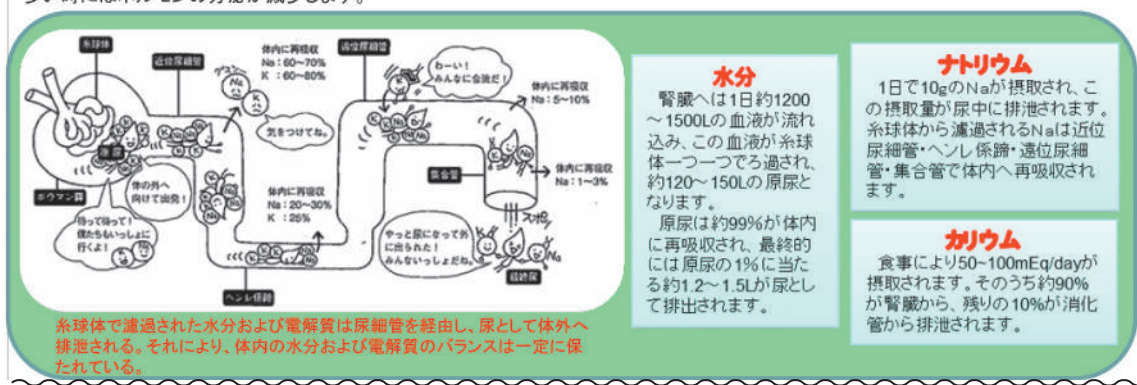 糸球体
近位尿細管
グスン
Na
K
体内に再吸収
Na：60～70%
K ：60～80%
遠位尿細管
わーい！
みんなに合流だ！
体内に再吸収
Na：5～10%
気をつけてね。
原尿
ボウマン嚢
体の外へ
向けて出発！
待って待って！
僕たちもいっしょに
行くよ！
体内に再吸収
Na：20～30%
K ：25%
ヘンレ係蹄
集合管
体内に再吸収
Na：1～3%
やっと尿になって外
に出られた！
みんないっしょだね。
スポッ
K
Na
最終尿
糸球体で濾過された水分および電解質は尿細管を経由し、尿として体外へ
排泄される。それにより、体内の水分および電解質のバランスは一定に保
たれている。
水分
腎臓へは1日約1200
～1500Lの血液が流れ
込み、この血液が糸球
体一つ一つでろ過され、
約120～150Lの原尿と
なります。
原尿は約99%が体内
に再吸収され、最終的
には原尿の1%に当た
る約1.2～1.5Lが尿とし
て排出されます。
ナトリウム
1日で10gのNaが摂取され、こ
の摂取量が尿中に排泄されます。
糸球体から濾過されるNaは近位
尿細管・ヘンレ係蹄・遠位尿細
管・集合管で体内へ再吸収され
ます。
カリウム
食事により50～100mEq/dayが
摂取されます。そのうち約90%
が腎臓から、残りの10%が消化
管から排泄されます。